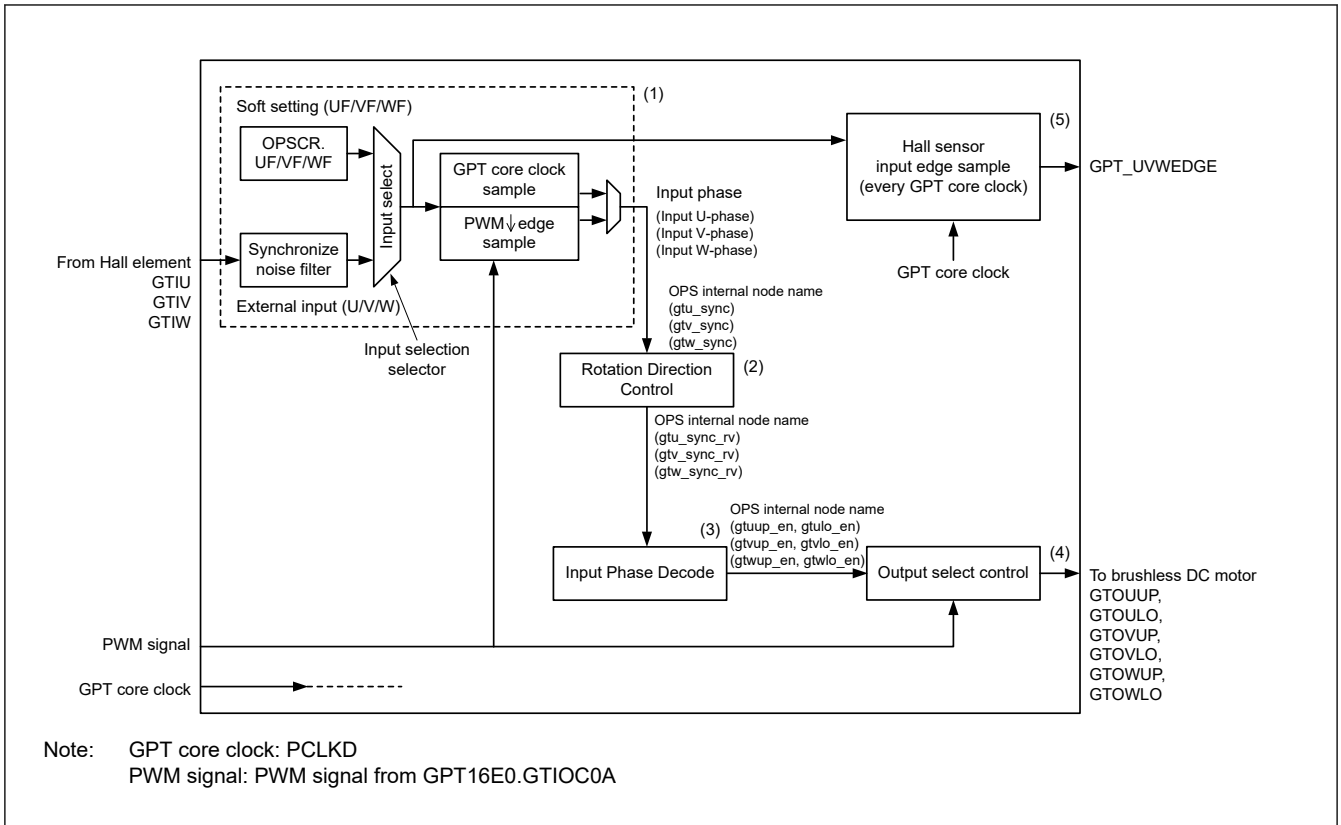 Soft setting (UF/VF/WF)
(1)
OPSCR.
UF/VF/WF
Input select
GPT core clock
sample
PWM↓edge
sample
Synchronize
noise filter
External input (U/V/W)
From Hall element
GTIU
GTIV
GTIW
Input selection
selector
Input phase
(Input U-phase)
(Input V-phase)
(Input W-phase)
(5)
Hall sensor
input edge sample
(every GPT core clock)
GPT_UVWEDGE
GPT core clock
OPS internal node name
(gtu_sync)
(gtv_sync)
(gtw_sync)
(2)
Rotation Direction
Control
OPS internal node name
(gtu_sync_rv)
(gtv_sync_rv)
(gtw_sync_rv)
OPS internal node name
(gtuup_en, gtulo_en)
(gtvup_en, gtvlo_en)
(gtwup_en, gtwlo_en)
(3)
Input Phase Decode
Output select control
(4)
To brushless DC motor
GTOUUP,
GTOULO,
GTOVUP,
GTOVLO,
GTOWUP,
GTOWLO
PWM signal
GPT core clock
Note: GPT core clock: PCLKD
PWM signal: PWM signal from GPT16E0.GTIOC0A